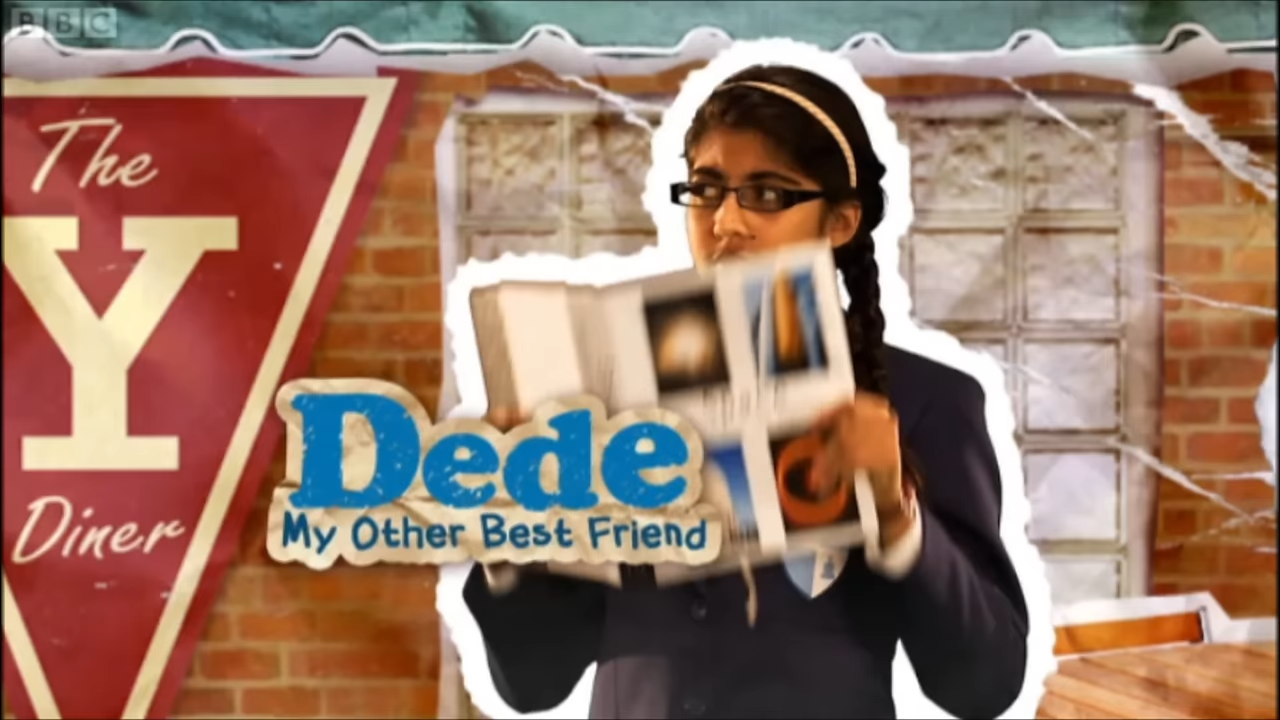 BBC
The
Y
Diner
Dede
My Other Best Friend